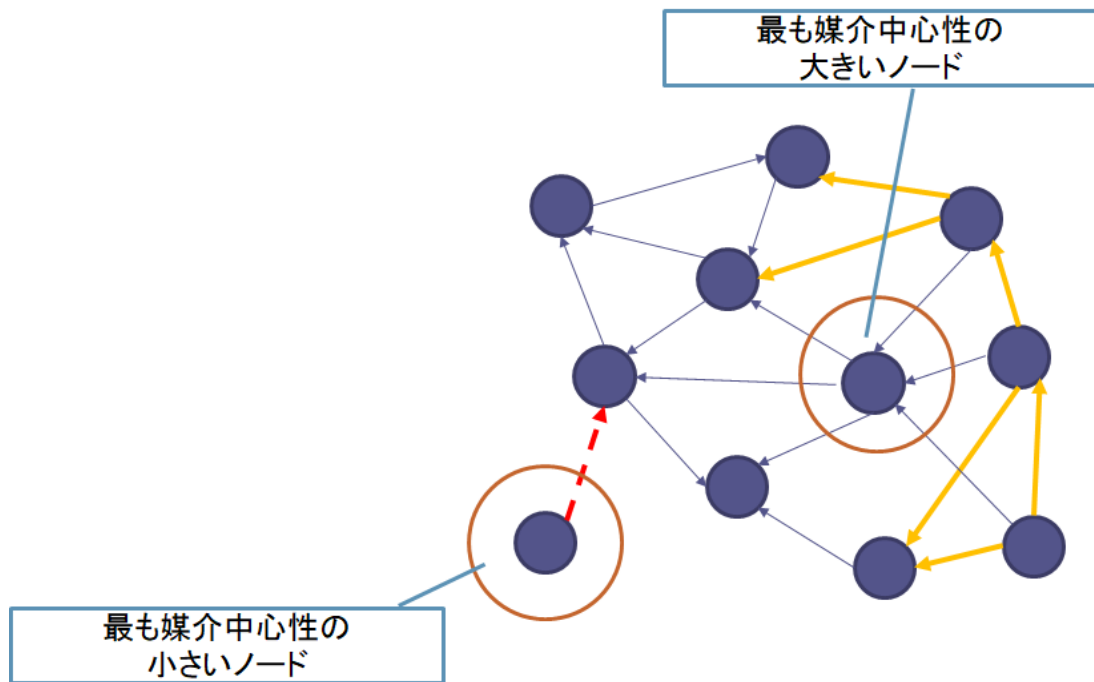 最も媒介中心性の
大きいノード
最も媒介中心性の
小さいノード